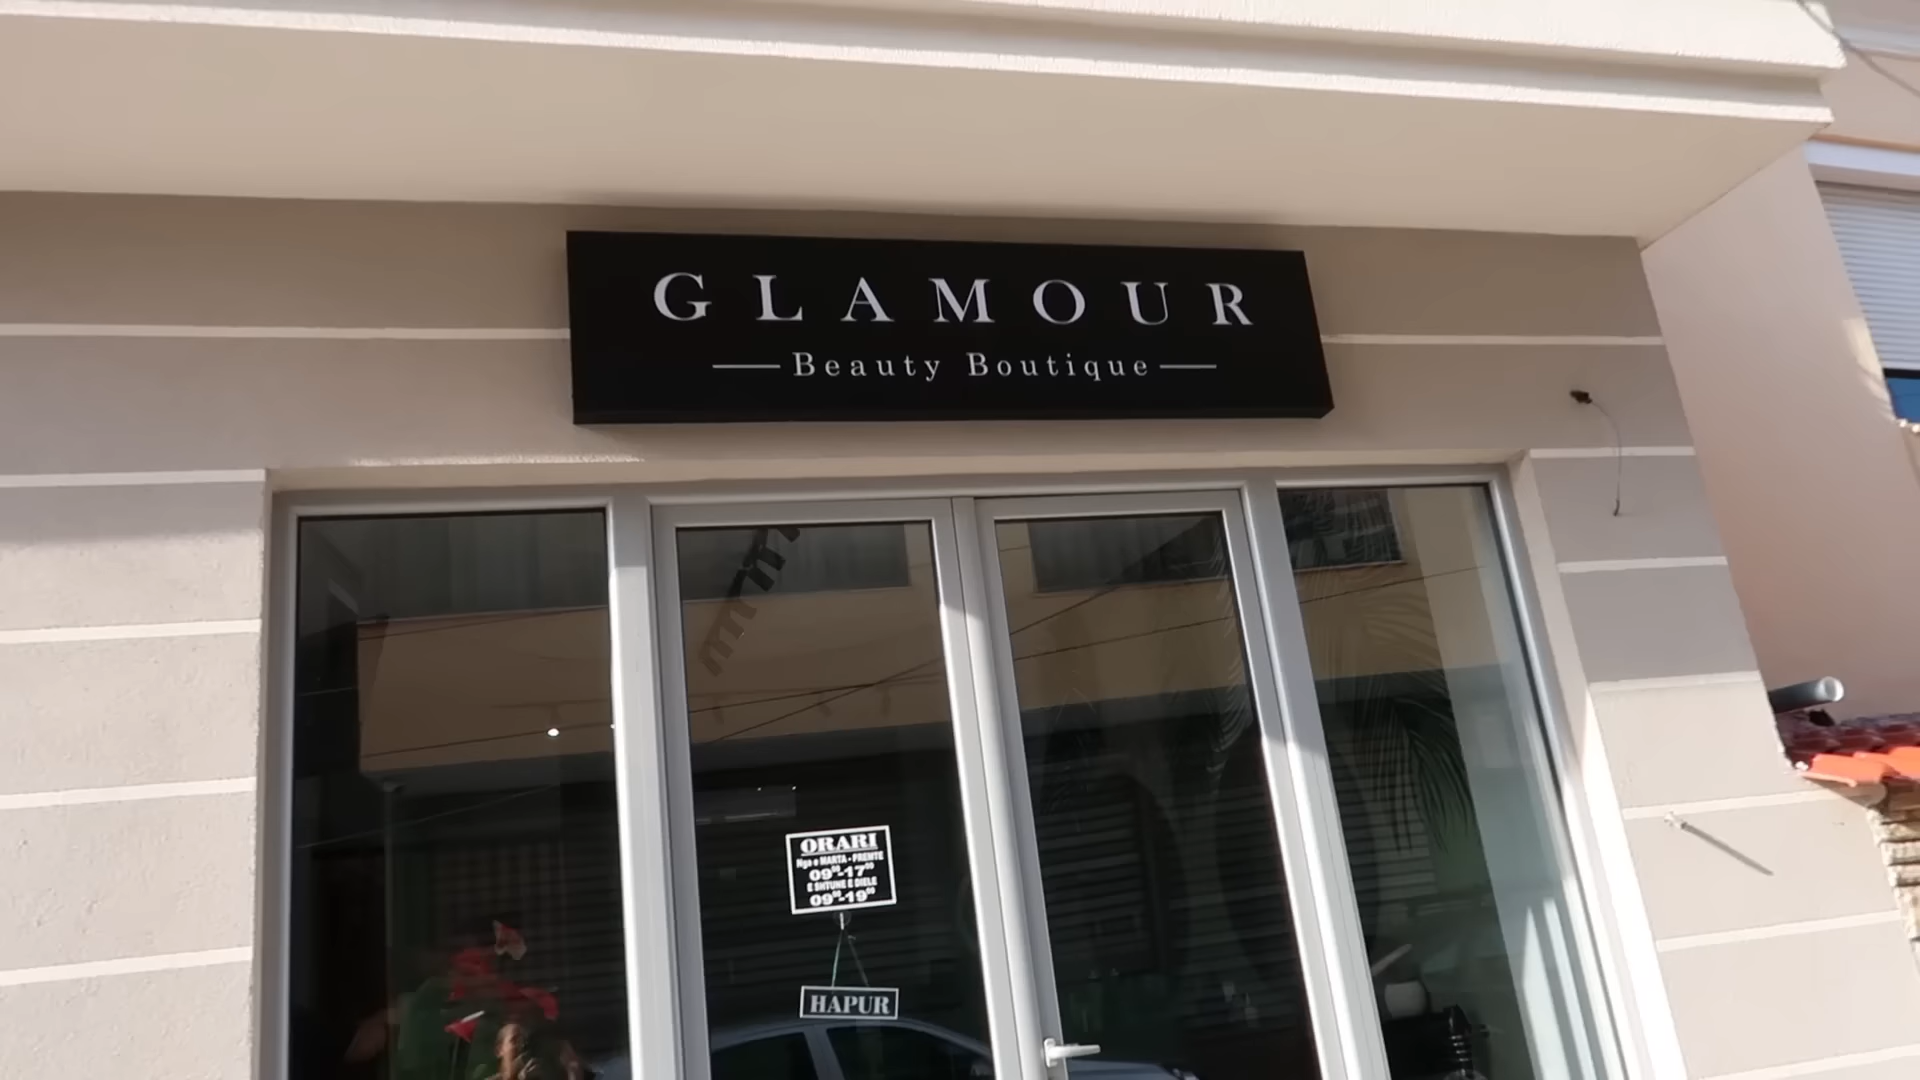 GLAMOUR
Beauty Boutique
ORARI
Nga e MARTA - PREMTE
09⁰⁰-17⁰⁰
E SHTUNE E DIELE
09⁰⁰-19⁰⁰
HAPUR